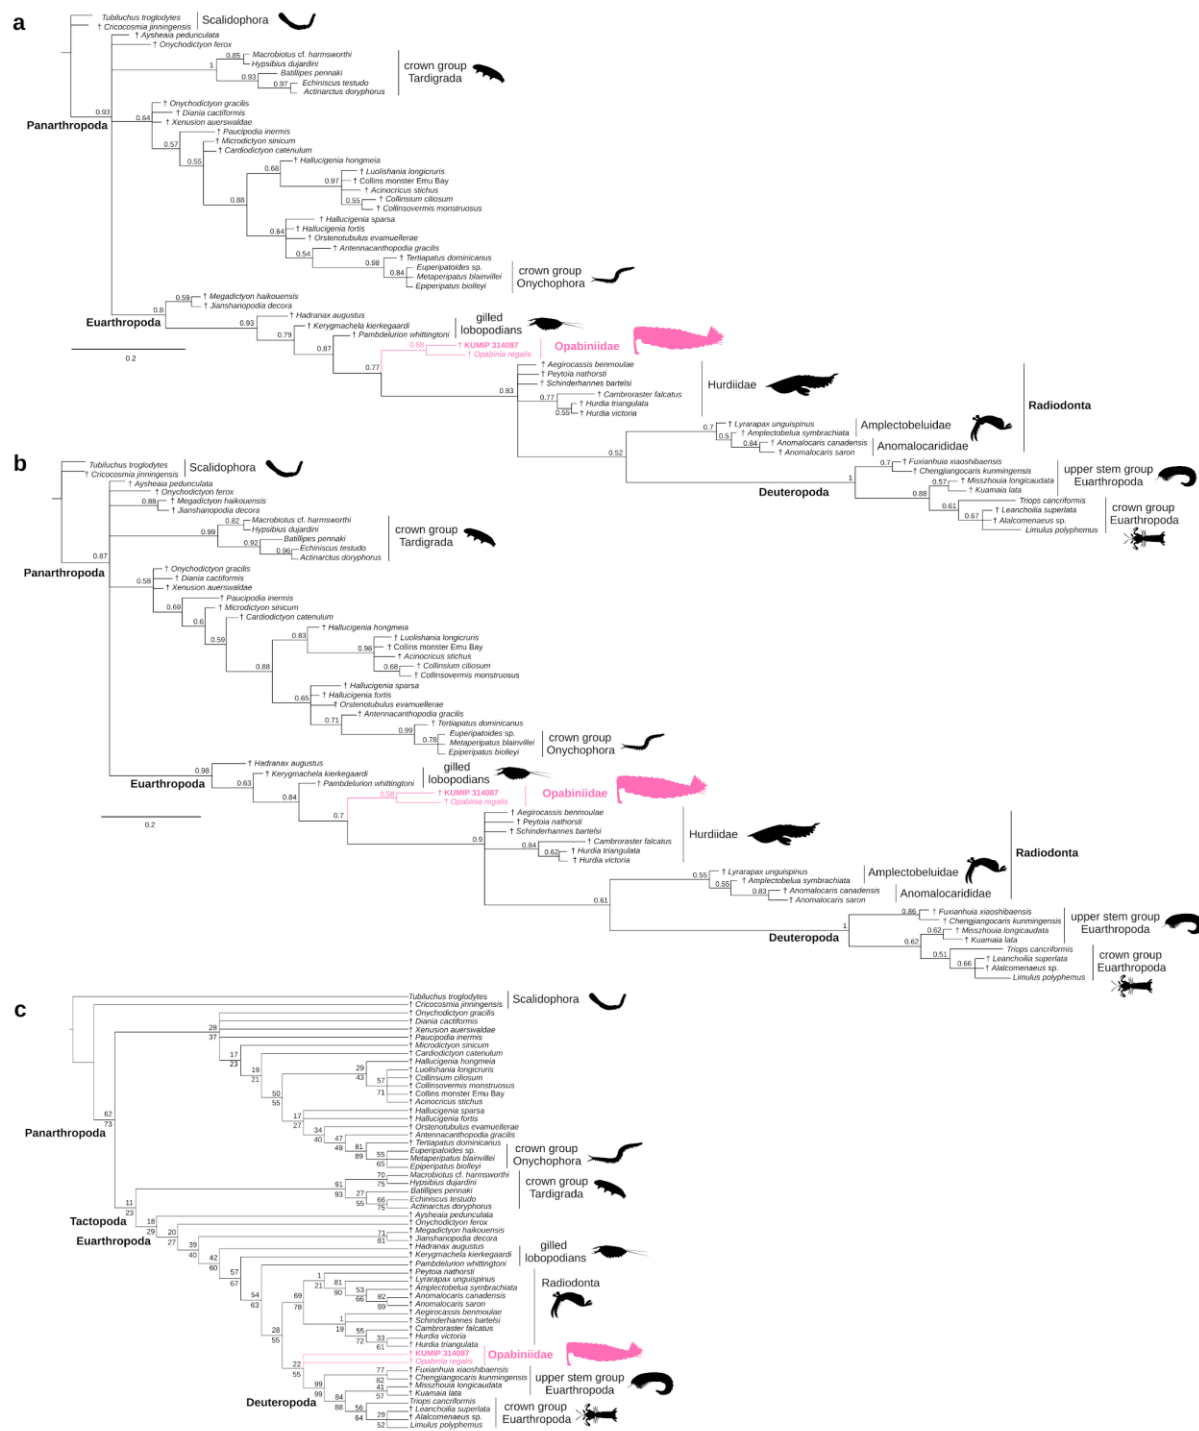 a
Tubiluchus troglodytes
† Cricocosmia jinningensis
Scalidophora
† Aysheaia pedunculata
† Onychodictyon ferox
0.85
Macrobiotus cf. harmsworthi
Hypsibius dujardini
1
Batillipes pennaki
0.93
0.97
Echiniscus testudo
Actinarctus doryphorus
crown group
Tardigrada
0.93
Panarthropoda
† Onychodictyon gracilis
† Diania cactiformis
† Xenusion auerswaldae
0.64
† Paucipodia inermis
0.57
† Microdictyon sinicum
† Cardiodictyon catenulum
0.55
† Hallucigenia hongmeia
0.68
† Luolishania longicruris
0.97
† Collins monster Emu Bay
† Acinocricus stichus
0.55
† Collinsium ciliosum
† Collinsovermis monstruosus
0.88
† Hallucigenia sparsa
† Hallucigenia fortis
0.64
† Orstenotubulus evamuellerae
† Antennacanthopodia gracilis
0.54
† Tertiapatus dominicanus
0.98
Euperipatoides sp.
0.84
Metaperipatus blainvillei
Epiperipatus biolleyi
crown group
Onychophora
0.59
† Megadictyon haikouensis
† Jianshanopodia decora
0.8
Euarthropoda
† Hadranax augustus
0.93
† Kerygmachela kierkegaardi
0.79
† Pambdelurion whittingtoni
gilled
lobopodians
0.87
0.58
† KUMIP 314087
† Opabinia regalis
Opabiniidae
0.77
0.2
† Aegirocassis benmoulae
† Peytoia nathorsti
† Schinderhannes bartelsi
0.83
0.77
† Cambroraster falcatus
0.55
† Hurdia triangulata
† Hurdia victoria
Hurdiidae
Radiodonta
0.7
† Lyrarapax unguispinus
0.5
† Amplectobelua symbrachiata
Amplectobeluidae
0.84
† Anomalocaris canadensis
† Anomalocaris saron
Anomalocarididae
0.52
0.7
† Fuxianhuia xiaoshibaensis
† Chengjiangocaris kunmingensis
1
Deuteropoda
0.57
† Misszhouia longicaudata
† Kuamaia lata
upper stem group
Euarthropoda
0.88
0.61
Triops cancriformis
0.67
† Leanchoilia superlata
† Alalcomenaeus sp.
Limulus polyphemus
crown group
Euarthropoda
b
Tubiluchus troglodytes
† Cricocosmia jinningensis
Scalidophora
† Aysheaia pedunculata
† Onychodictyon ferox
0.88
† Megadictyon haikouensis
† Jianshanopodia decora
0.82
Macrobiotus cf. harmsworthi
Hypsibius dujardini
0.99
0.92
Batillipes pennaki
0.96
Echiniscus testudo
Actinarctus doryphorus
crown group
Tardigrada
0.87
Panarthropoda
† Onychodictyon gracilis
† Diania cactiformis
† Xenusion auerswaldae
0.58
† Paucipodia inermis
0.69
† Microdictyon sinicum
0.6
† Cardiodictyon catenulum
0.59
0.83
† Hallucigenia hongmeia
† Luolishania longicruris
0.98
† Collins monster Emu Bay
† Acinocricus stichus
0.68
† Collinsium ciliosum
† Collinsovermis monstruosus
0.88
† Hallucigenia sparsa
0.65
† Hallucigenia fortis
† Orstenotubulus evamuellerae
0.71
† Antennacanthopodia gracilis
† Tertiapatus dominicanus
0.99
Euperipatoides sp.
0.78
Metaperipatus blainvillei
Epiperipatus biolleyi
crown group
Onychophora
† Hadranax augustus
0.98
Euarthropoda
0.63
† Kerygmachela kierkegaardi
† Pambdelurion whittingtoni
gilled
lobopodians
0.84
0.58
† KUMIP 314087
† Opabinia regalis
Opabiniidae
0.7
0.2
† Aegirocassis benmoulae
† Peytoia nathorsti
† Schinderhannes bartelsi
0.9
0.84
† Cambroraster falcatus
0.62
† Hurdia triangulata
† Hurdia victoria
Hurdiidae
Radiodonta
0.55
† Lyrarapax unguispinus
0.55
† Amplectobelua symbrachiata
Amplectobeluidae
0.83
† Anomalocaris canadensis
† Anomalocaris saron
Anomalocarididae
0.61
0.86
† Fuxianhuia xiaoshibaensis
† Chengjiangocaris kunmingensis
1
Deuteropoda
0.62
† Misszhouia longicaudata
† Kuamaia lata
upper stem group
Euarthropoda
0.62
0.51
Triops cancriformis
0.66
† Leanchoilia superlata
† Alalcomenaeus sp.
Limulus polyphemus
crown group
Euarthropoda
c
Tubiluchus troglodytes
† Cricocosmia jinningensis
Scalidophora
† Onychodictyon gracilis
† Diania cactiformis
28
† Xenusion auerswaldae
37
† Paucipodia inermis
† Microdictyon sinicum
17
23
† Cardiodictyon catenulum
19
21
† Hallucigenia hongmeia
29
43
† Luolishania longicruris
† Collinsium ciliosum
57
† Collinsovermis monstruosus
71
† Collins monster Emu Bay
† Acinocricus stichus
50
55
† Hallucigenia sparsa
17
27
† Hallucigenia fortis
† Orstenotubulus evamuellerae
34
40
† Antennacanthopodia gracilis
47
49
† Tertiapatus dominicanus
81
89
Euperipatoides sp.
55
Metaperipatus blainvillei
65
Epiperipatus biolleyi
crown group
Onychophora
62
73
Panarthropoda
70
Macrobiotus cf. harmsworthi
75
Hypsibius dujardini
91
93
Batillipes pennaki
27
55
66
Echiniscus testudo
75
Actinarctus doryphorus
crown group
Tardigrada
11
23
Tactopoda
† Aysheaia pedunculata
18
29
Euarthropoda
† Onychodictyon ferox
20
27
71
† Megadictyon haikouensis
81
† Jianshanopodia decora
39
40
† Hadranax augustus
42
60
† Kerygmachela kierkegaardi
57
67
† Pambdelurion whittingtoni
gilled
lobopodians
54
63
† Peytoia nathorsti
1
21
† Lyrarapax unguispinus
81
90
† Amplectobelua symbrachiata
53
66
† Anomalocaris canadensis
82
89
† Anomalocaris saron
69
78
† Aegirocassis benmoulae
† Schinderhannes bartelsi
1
19
† Cambroraster falcatus
55
72
† Hurdia victoria
33
61
† Hurdia triangulata
Radiodonta
28
55
† KUMIP 314087
† Opabinia regalis
Opabiniidae
22
55
† Fuxianhuia xiaoshibaensis
77
82
† Chengjiangocaris kunmingensis
99
99
Deuteropoda
† Misszhouia longicaudata
41
57
† Kuamaia lata
upper stem group
Euarthropoda
84
88
Triops cancriformis
56
64
† Leanchoilia superlata
29
† Alalcomenaeus sp.
52
Limulus polyphemus
crown group
Euarthropoda